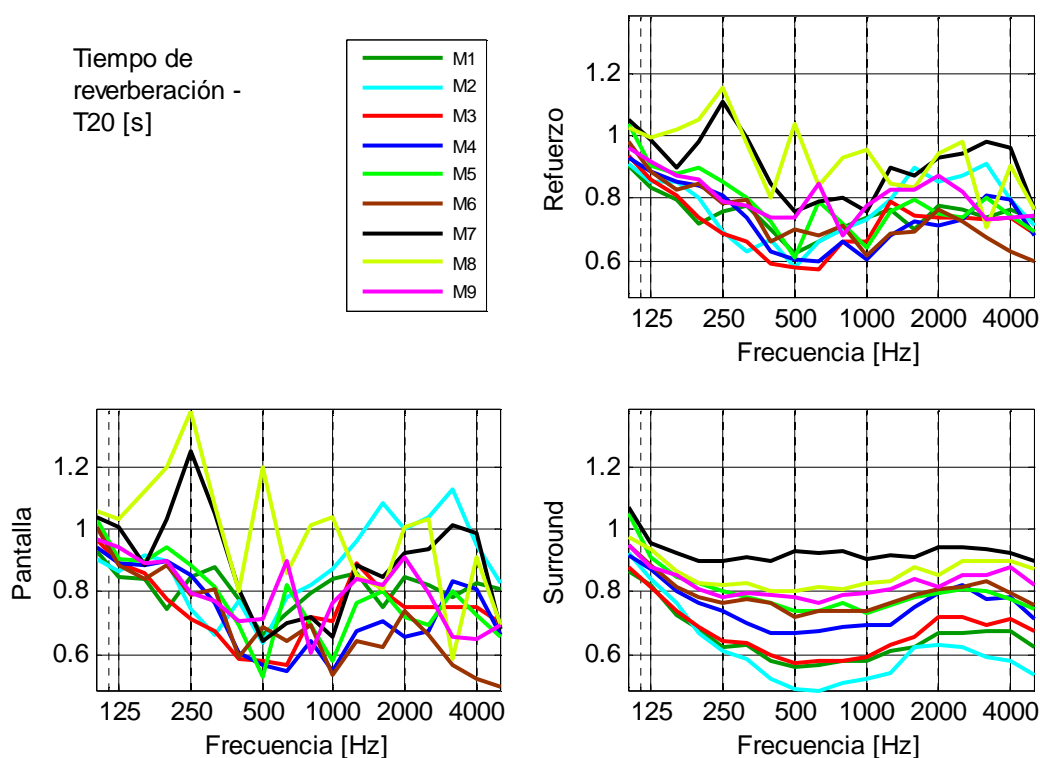 Tiempo de
reverberación -
T20 [s]
M1
M2
M3
M4
M5
M6
M7
M8
M9
Refuerzo
1.2
1
0.8
0.6
125 250 500 1000 2000 4000
Frecuencia [Hz]
Pantalla
1.2
1
0.8
0.6
125 250 500 1000 2000 4000
Frecuencia [Hz]
Surround
1.2
1
0.8
0.6
125 250 500 1000 2000 4000
Frecuencia [Hz]